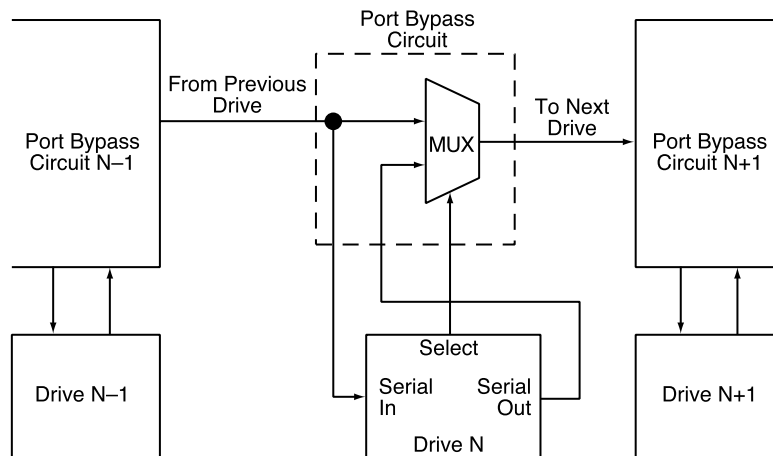 Port Bypass
Circuit
From Previous
Drive
Port Bypass
Circuit N–1
MUX
To Next
Drive
Port Bypass
Circuit N+1
Select
Drive N–1
Serial
In
Serial
Out
Drive N
Drive N+1